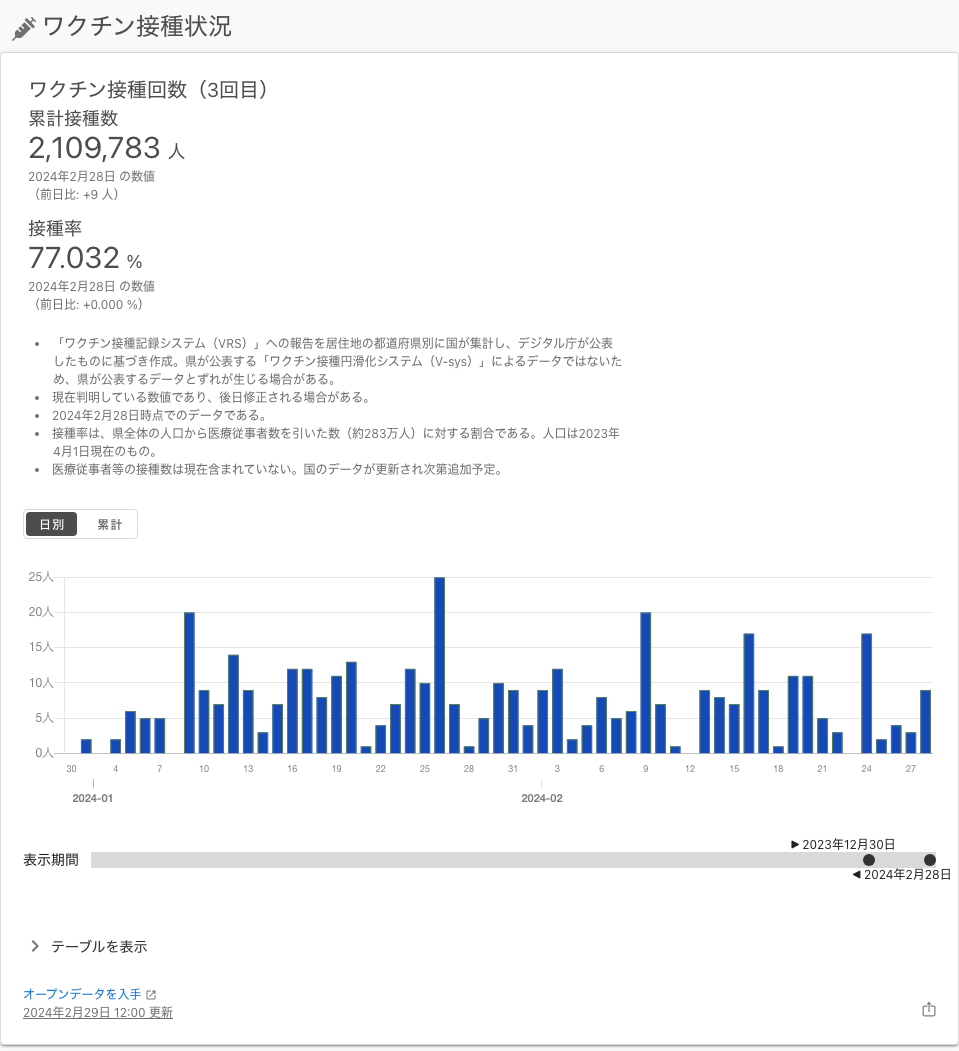 ワクチン接種状況
ワクチン接種回数（3回目）
累計接種数
2,109,783 人
2024年2月28日 の数値
（前日比: +9 人）
接種率
77.032 %
2024年2月28日 の数値
（前日比: +0.000 %）
• 「ワクチン接種記録システム（VRS）」への報告を居住地の都道府県別に国が集計し、デジタル庁が公表
したものに基づき作成。県が公表する「ワクチン接種円滑化システム（V-sys）」によるデータではないた
め、県が公表するデータとずれが生じる場合がある。
• 現在判明している数値であり、後日修正される場合がある。
• 2024年2月28日時点でのデータである。
• 接種率は、県全体の人口から医療従事者数を引いた数（約283万人）に対する割合である。人口は2023年
4月1日現在のもの。
• 医療従事者等の接種数は現在含まれていない。国のデータが更新され次第追加予定。
日別 累計
25人
20人
15人
10人
5人
0人
30 4 7 10 13 16 19 22 25 28 31 3 6 9 12 15 18 21 24 27
2024-01 2024-02
▶ 2023年12月30日
表示期間
◀ 2024年2月28日
テーブルを表示
オープンデータを入手
2024年2月29日 12:00 更新